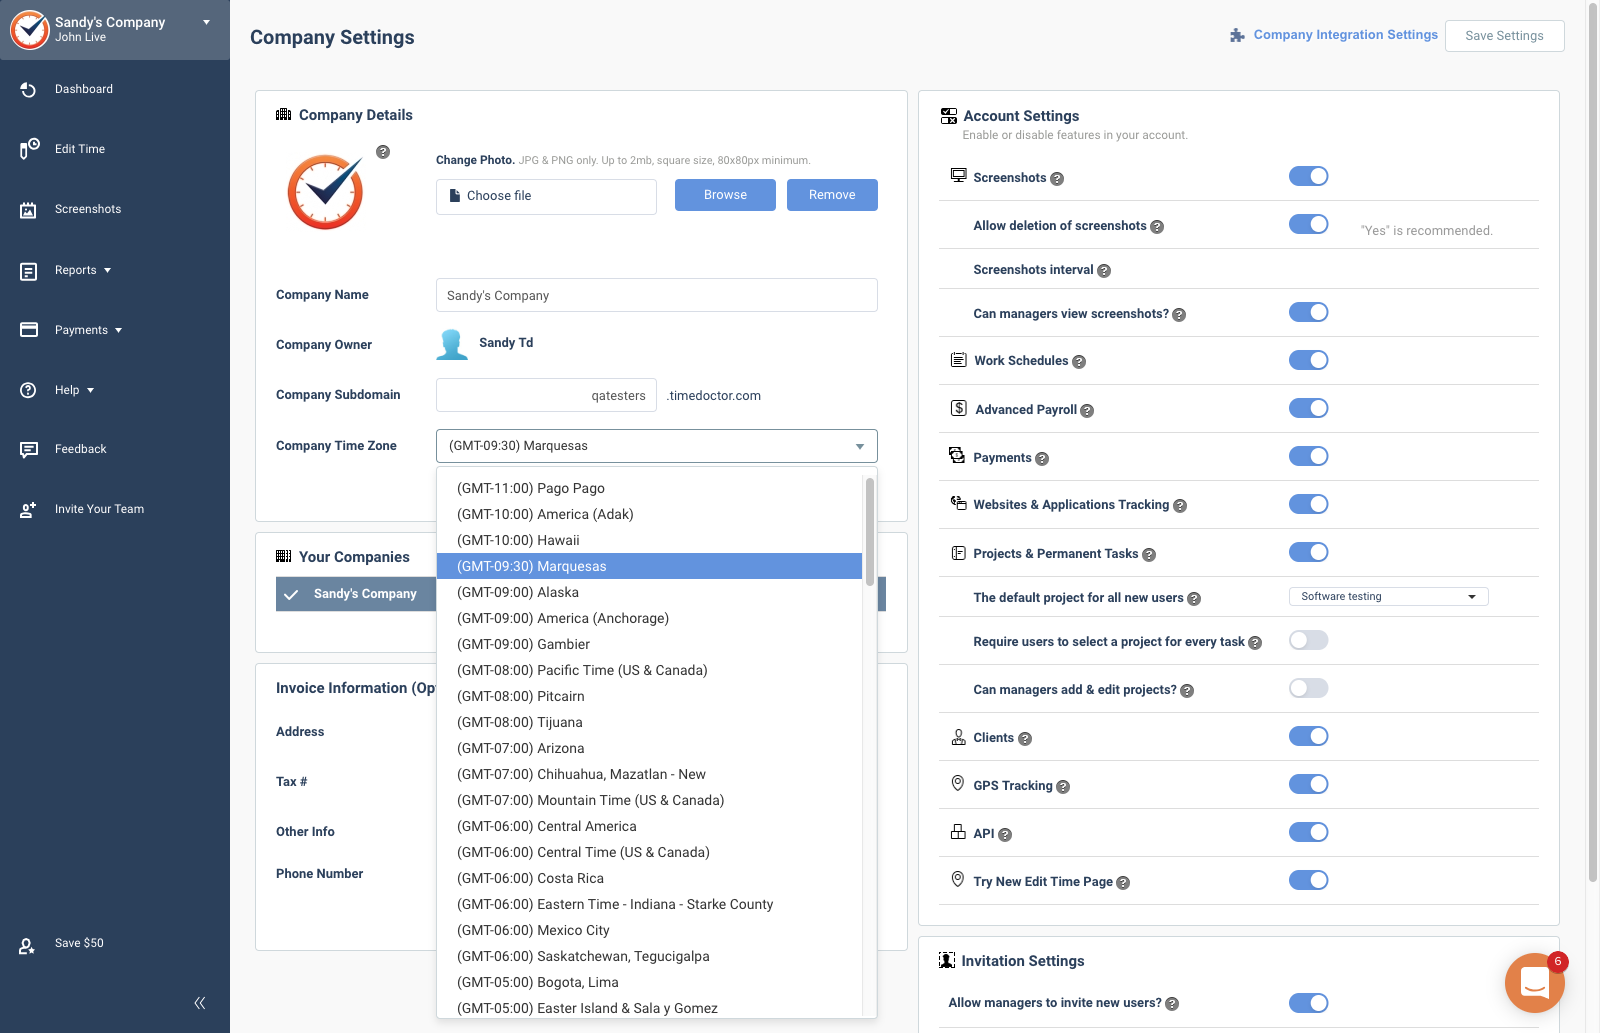 Sandy's Company
John Live
Dashboard
Edit Time
Screenshots
Reports
Payments
Help
Feedback
Invite Your Team
Save $50
Company Settings
Company Integration Settings
Save Settings
Company Details
Change Photo. JPG & PNG only. Up to 2mb, square size, 80x80px minimum.
Choose file
Browse
Remove
Company Name
Sandy's Company
Company Owner
Sandy Td
Company Subdomain
qatesters
.timedoctor.com
Company Time Zone
(GMT-09:30) Marquesas
(GMT-11:00) Pago Pago
(GMT-10:00) America (Adak)
(GMT-10:00) Hawaii
(GMT-09:30) Marquesas
(GMT-09:00) Alaska
(GMT-09:00) America (Anchorage)
(GMT-09:00) Gambier
(GMT-08:00) Pacific Time (US & Canada)
(GMT-08:00) Pitcairn
(GMT-08:00) Tijuana
(GMT-07:00) Arizona
(GMT-07:00) Chihuahua, Mazatlan - New
(GMT-07:00) Mountain Time (US & Canada)
(GMT-06:00) Central America
(GMT-06:00) Central Time (US & Canada)
(GMT-06:00) Costa Rica
(GMT-06:00) Eastern Time - Indiana - Starke County
(GMT-06:00) Mexico City
(GMT-06:00) Saskatchewan, Tegucigalpa
(GMT-05:00) Bogota, Lima
(GMT-05:00) Easter Island & Sala y Gomez
Your Companies
Sandy's Company
Invoice Information (Op
Address
Tax #
Other Info
Phone Number
Account Settings
Enable or disable features in your account.
Screenshots ?
Allow deletion of screenshots ?
"Yes" is recommended.
Screenshots interval ?
Can managers view screenshots? ?
Work Schedules ?
Advanced Payroll ?
Payments ?
Websites & Applications Tracking ?
Projects & Permanent Tasks ?
The default project for all new users ?
Software testing
Require users to select a project for every task ?
Can managers add & edit projects? ?
Clients ?
GPS Tracking ?
API ?
Try New Edit Time Page ?
Invitation Settings
Allow managers to invite new users? ?
6